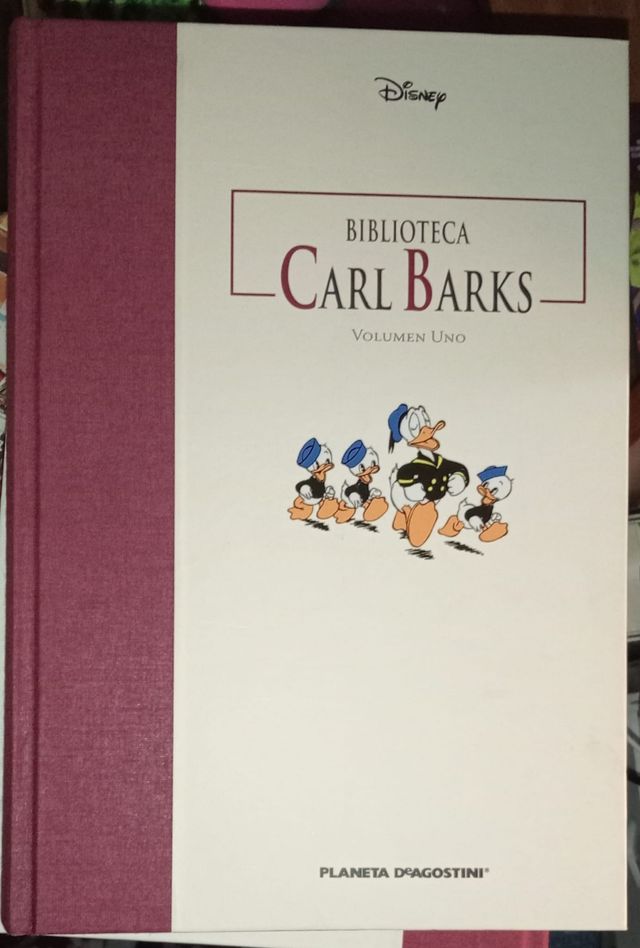 Disney
BIBLIOTECA
CARL BARKS
VOLUMEN UNO
PLANETA DeAGOSTINI®